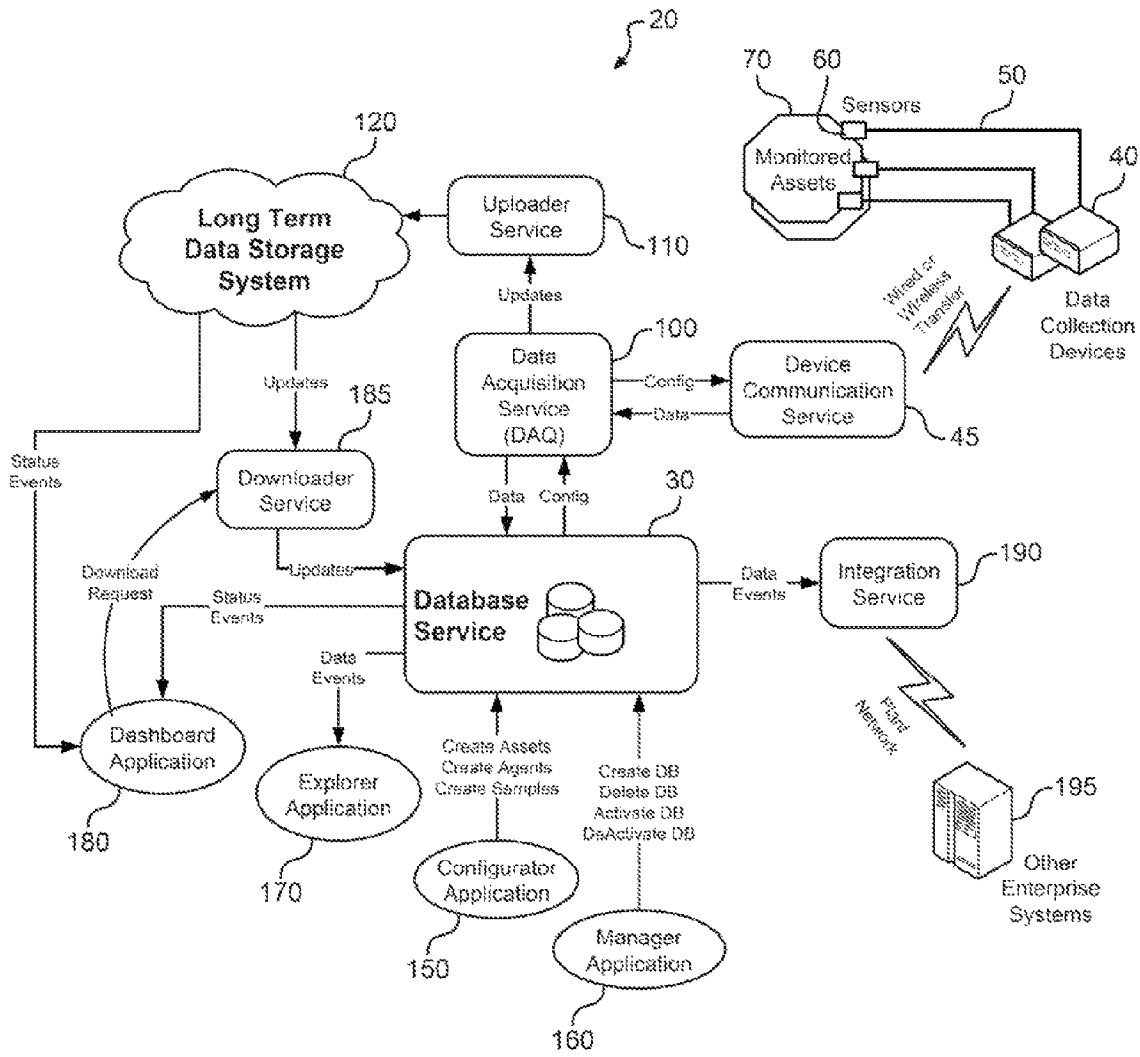 20
70
60
Sensors
50
40
Monitored
Assets
120
Long Term
Data Storage
System
Uploader
Service
110
Wired or
Wireless
Transfer
Data
Collection
Devices
Updates
100
Data
Acquisition
Service
(DAQ)
Config
Data
Device
Communication
Service
45
Updates
185
Status
Events
Downloader
Service
Data
Config
30
Download
Request
Updates
Database
Service
Status
Events
Data
Events
Data
Events
Integration
Service
190
Plant
Network
Dashboard
Application
180
Explorer
Application
170
Create Assets
Create Agents
Create Samples
Create DB
Delete DB
Activate DB
DeActivate DB
Configurator
Application
150
Manager
Application
160
195
Other
Enterprise
Systems